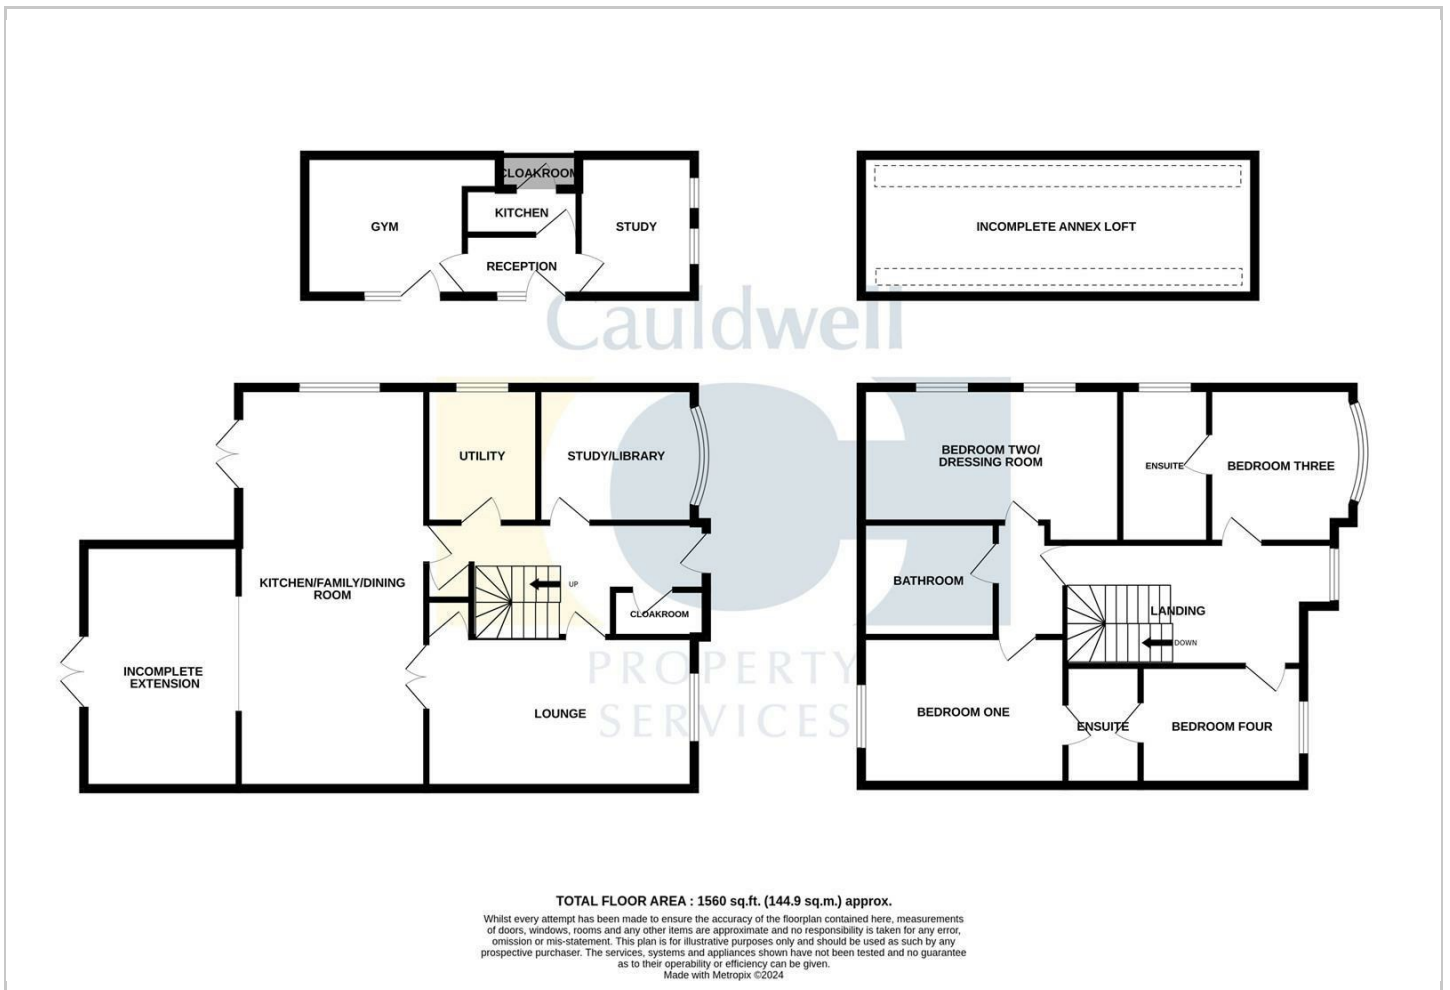 CLOAKROOM
GYM
KITCHEN
STUDY
RECEPTION
INCOMPLETE ANNEX LOFT
Cauldwell
UTILITY
STUDY/LIBRARY
KITCHEN/FAMILY/DINING
ROOM
UP
CLOAKROOM
INCOMPLETE
EXTENSION
LOUNGE
PROPERTY
SERVICES
BEDROOM TWO/
DRESSING ROOM
ENSUITE
BEDROOM THREE
BATHROOM
LANDING
DOWN
BEDROOM ONE
ENSUITE
BEDROOM FOUR
TOTAL FLOOR AREA : 1560 sq.ft. (144.9 sq.m.) approx.
Whilst every attempt has been made to ensure the accuracy of the floorplan contained here, measurements
of doors, windows, rooms and any other items are approximate and no responsibility is taken for any error,
omission or mis-statement. This plan is for illustrative purposes only and should be used as such by any
prospective purchaser. The services, systems and appliances shown have not been tested and no guarantee
as to their operability or efficiency can be given.
Made with Metropix ©2024